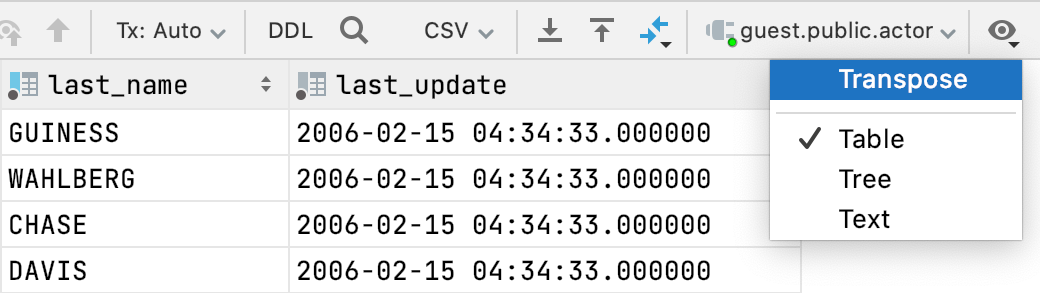 Tx: Auto DDL CSV guest.public.actor
last_name last_update
GUINESS 2006-02-15 04:34:33.000000
WAHLBERG 2006-02-15 04:34:33.000000
CHASE 2006-02-15 04:34:33.000000
DAVIS 2006-02-15 04:34:33.000000
Transpose
Table
Tree
Text